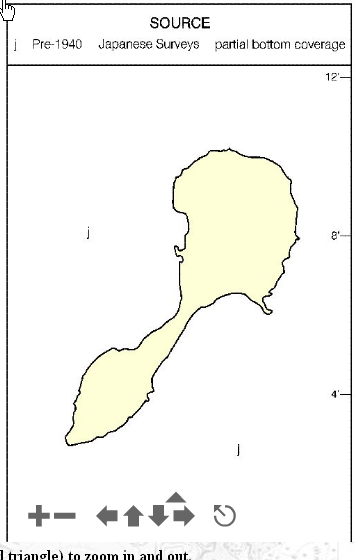 SOURCE
j Pre-1940 Japanese Surveys partial bottom coverage
12'
j
8'
4'
j
l triangle) to zoom in and out.